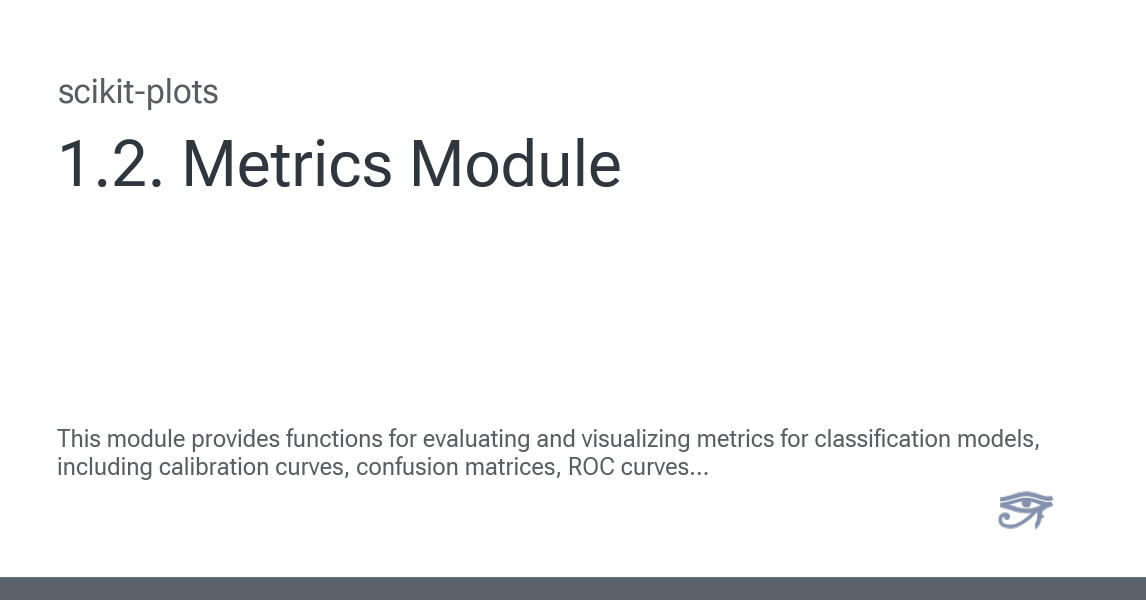 scikit-plots
1.2. Metrics Module
This module provides functions for evaluating and visualizing metrics for classification models,
including calibration curves, confusion matrices, ROC curves...